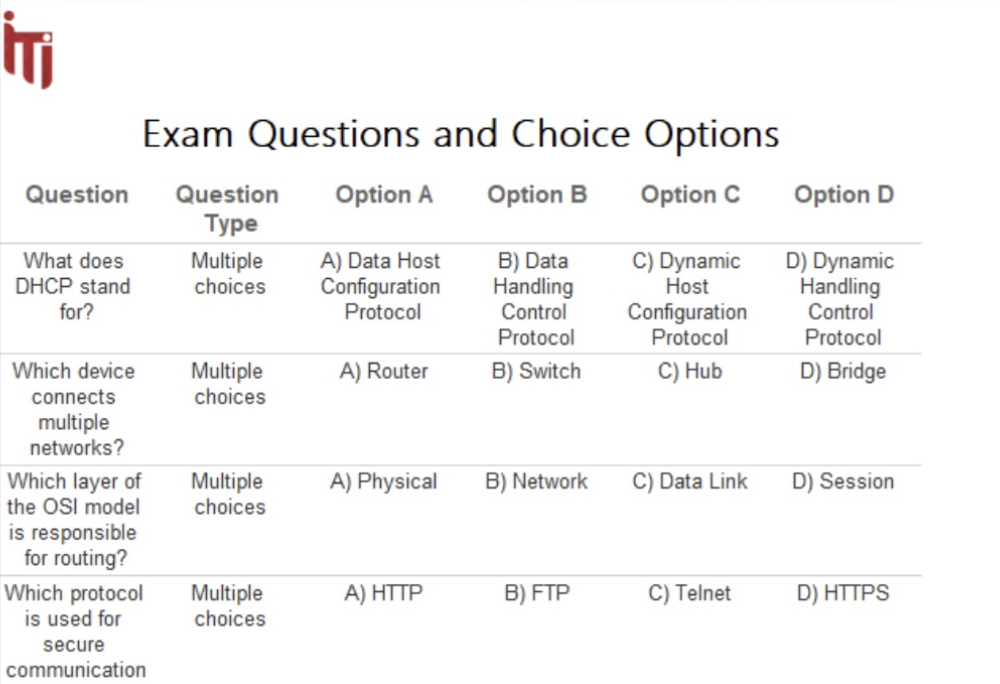 iTi
Exam Questions and Choice Options
Question Question Type Option A Option B Option C Option D
What does DHCP stand for? Multiple choices A) Data Host Configuration Protocol B) Data Handling Control Protocol C) Dynamic Host Configuration Protocol D) Dynamic Handling Control Protocol
Which device connects multiple networks? Multiple choices A) Router B) Switch C) Hub D) Bridge
Which layer of the OSI model is responsible for routing? Multiple choices A) Physical B) Network C) Data Link D) Session
Which protocol is used for secure communication Multiple choices A) HTTP B) FTP C) Telnet D) HTTPS